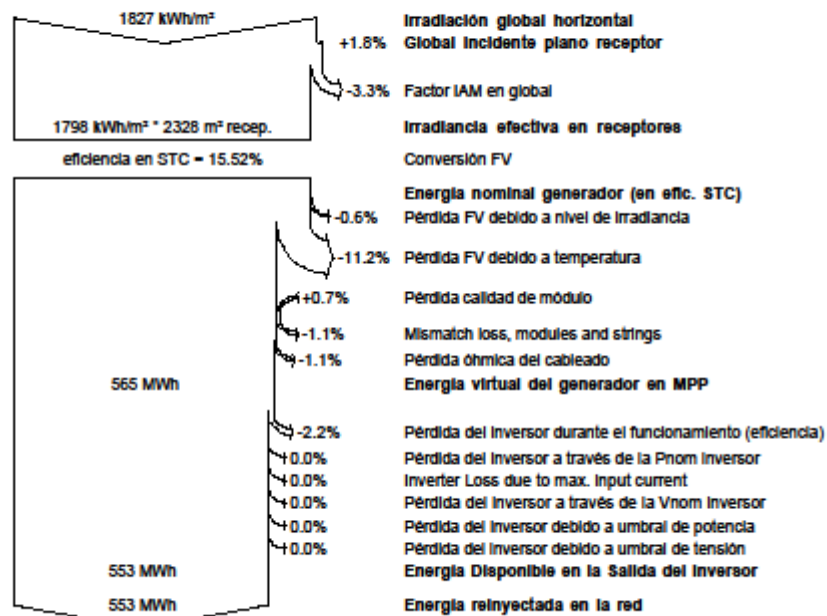 1827 kWh/m² Irradiación global horizontal
+1.8% Global incidente plano receptor
-3.3% Factor IAM en global
1798 kWh/m² * 2328 m² recep. Irradiancia efectiva en receptores
eficiencia en STC = 15.52% Conversión FV
Energía nominal generador (en efic. STC)
-0.6% Pérdida FV debido a nivel de irradiancia
-11.2% Pérdida FV debido a temperatura
+0.7% Pérdida calidad de módulo
-1.1% Mismatch loss, modules and strings
-1.1% Pérdida óhmica del cableado
565 MWh Energía virtual del generador en MPP
-2.2% Pérdida del inversor durante el funcionamiento (eficiencia)
0.0% Pérdida del inversor a través de la Pnom inversor
0.0% Inverter Loss due to max. input current
0.0% Pérdida del inversor a través de la Vnom inversor
0.0% Pérdida del inversor debido a umbral de potencia
0.0% Pérdida del inversor debido a umbral de tensión
553 MWh Energía Disponible en la Salida del Inversor
553 MWh Energía reinyectada en la red